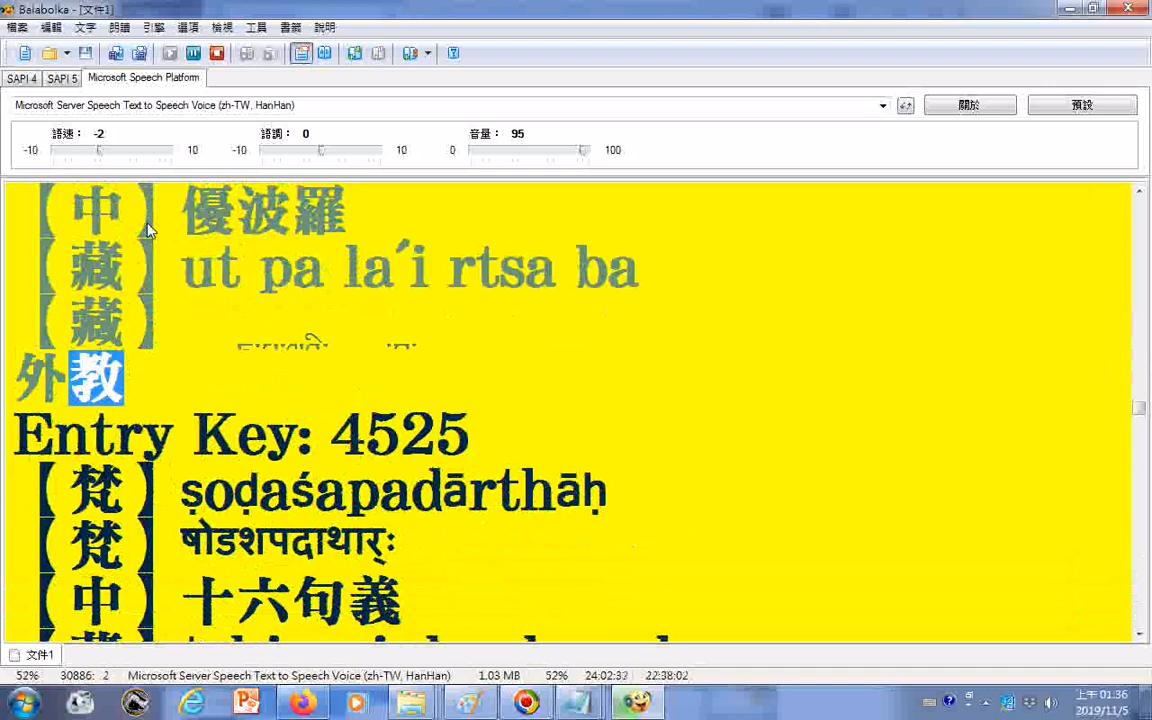 Balabolka - [文件1]
檔案 編輯 文字 朗讀 引擎 選項 檢視 工具 書籤 說明
SAPI 4 SAPI 5 Microsoft Speech Platform
Microsoft Server Speech Text to Speech Voice (zh-TW, HanHan) 關於 預設
語速： -2 語調： 0 音量： 95
-10 10 -10 10 0 100
【中】優波羅
【藏】ut pa la'i rtsa ba
【藏】
外教
Entry Key: 4525
【梵】ṣoḍaśapadārthāḥ
【梵】षोडशपदाथार्ः
【中】十六句義
文件1
52% 30886: 2 Microsoft Server Speech Text to Speech Voice (zh-TW, HanHan) 1.03 MB 52% 24:02:32 22:38:02
上午 01:36
2019/11/5